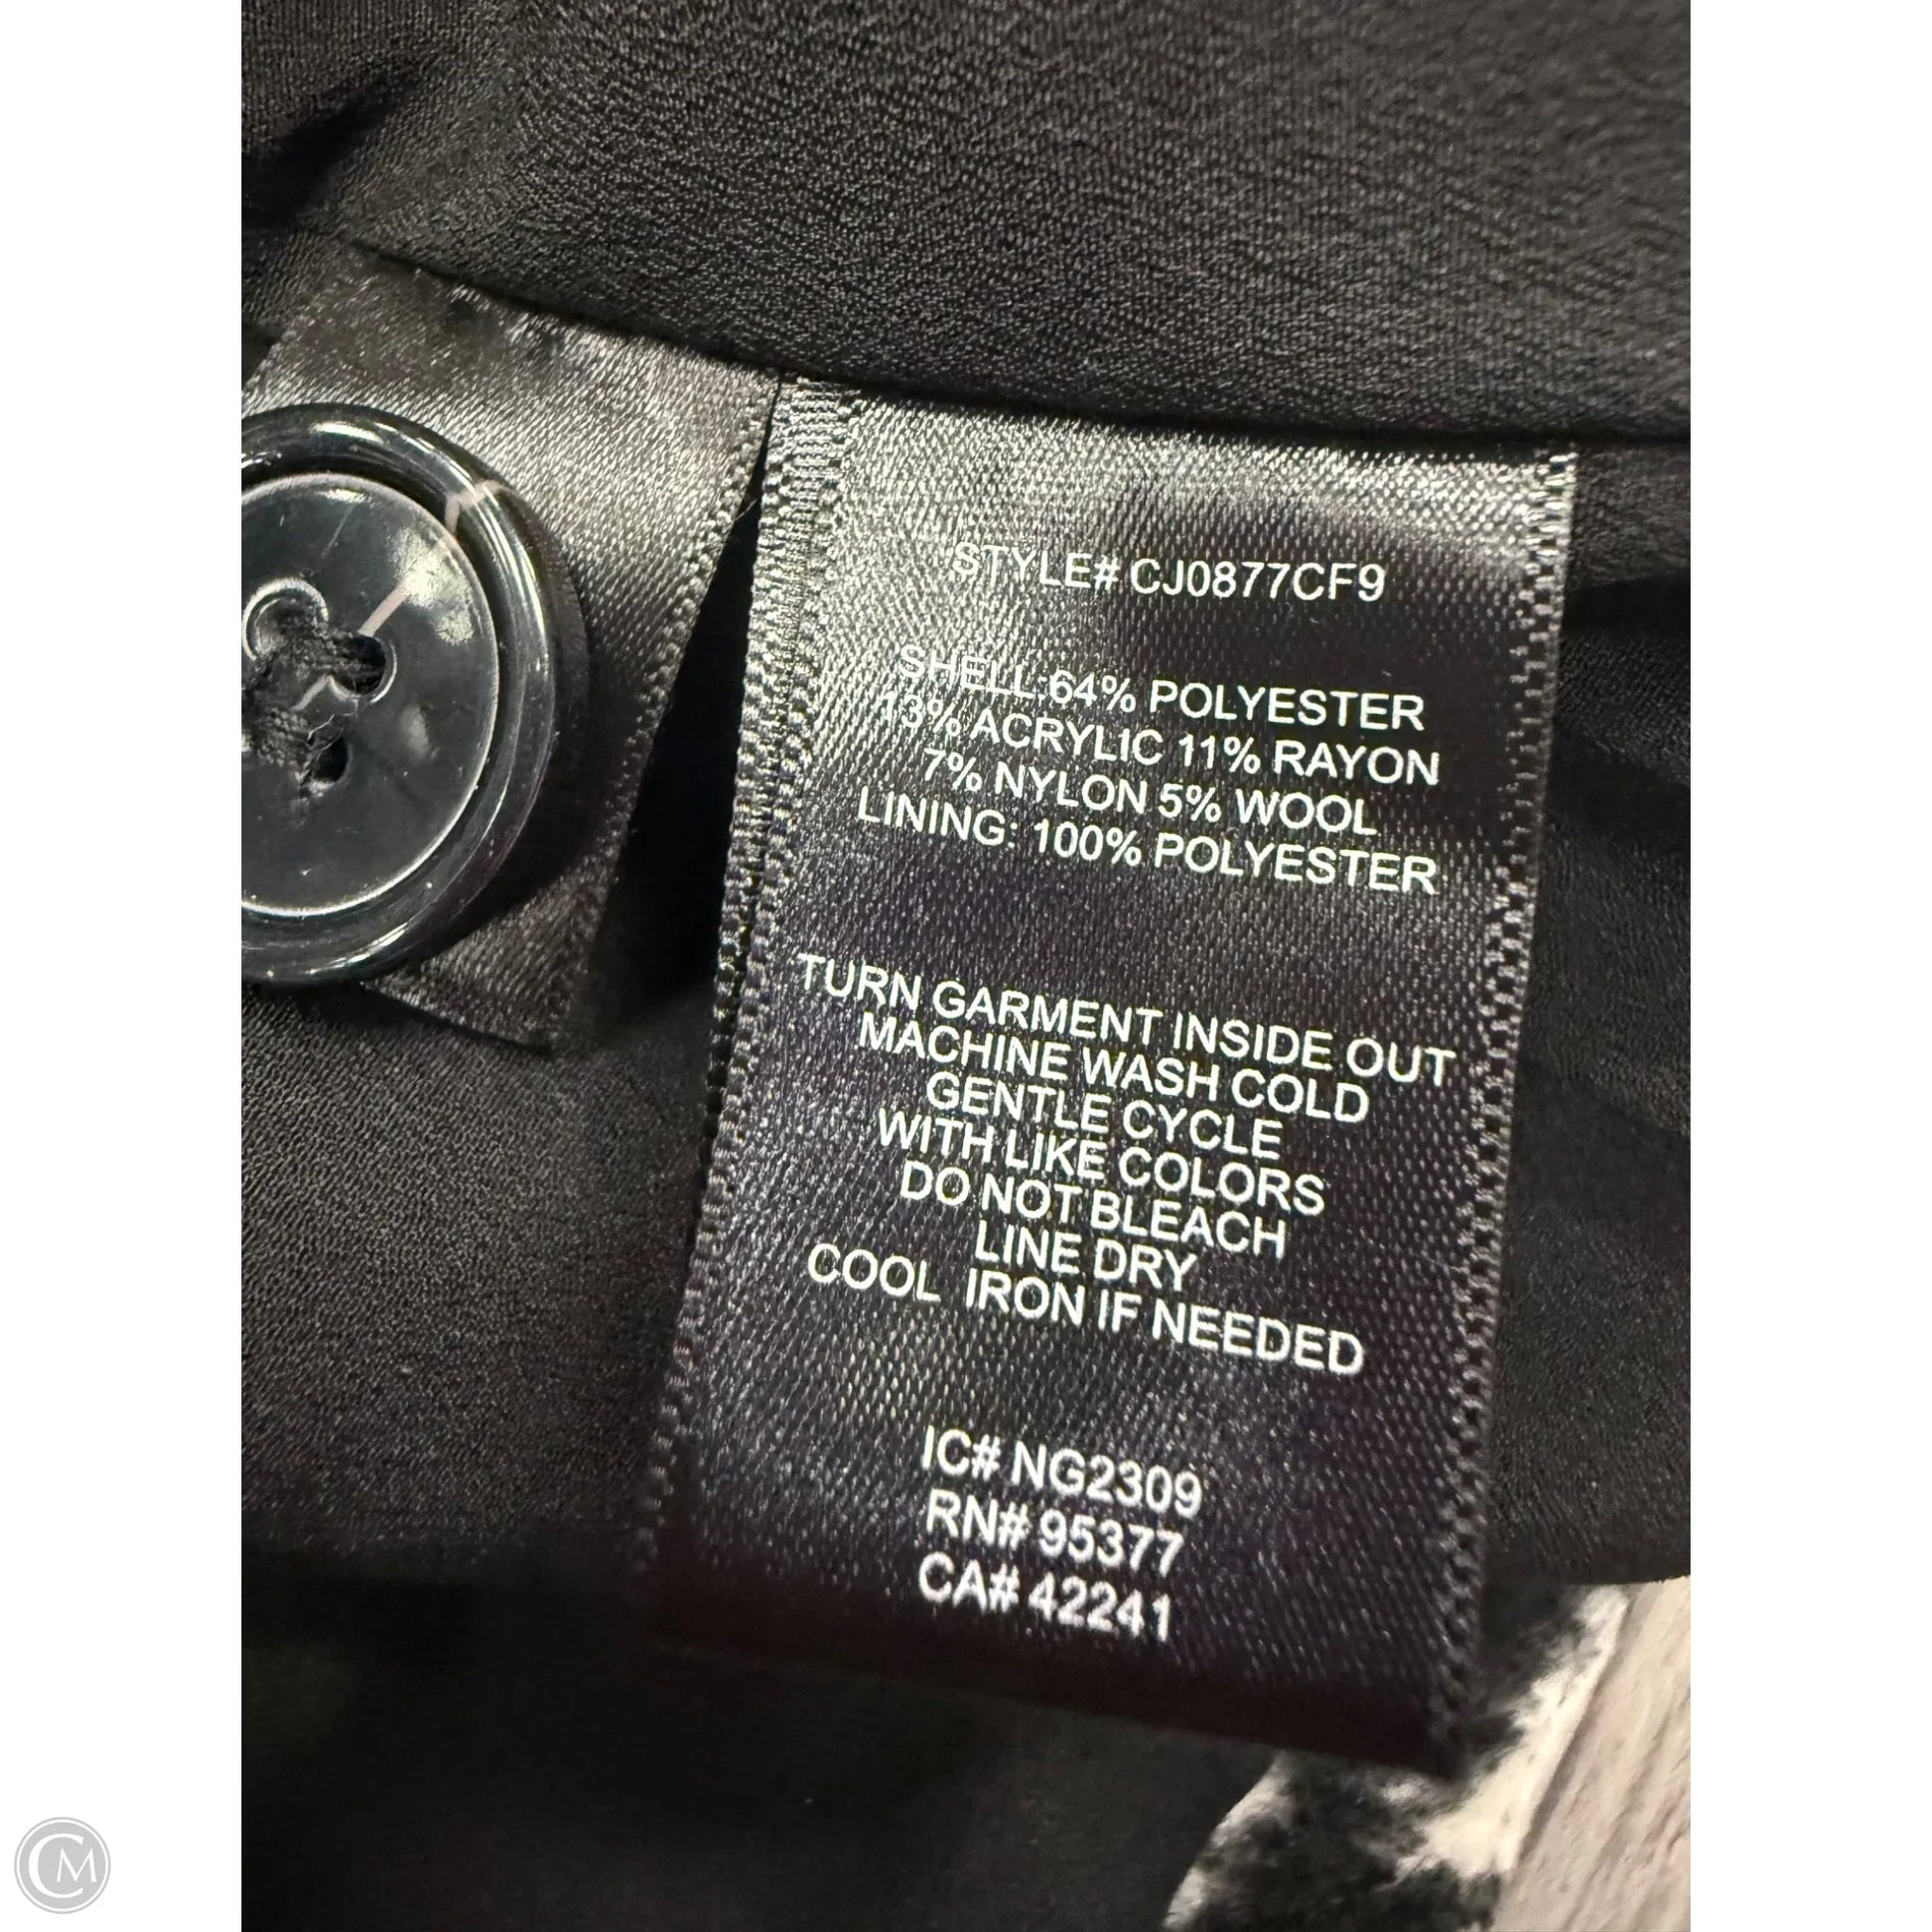 STYLE# CJ0877CF9
SHELL:64% POLYESTER
13% ACRYLIC 11% RAYON
7% NYLON 5% WOOL
LINING: 100% POLYESTER
TURN GARMENT INSIDE OUT
MACHINE WASH COLD
GENTLE CYCLE
WITH LIKE COLORS
DO NOT BLEACH
LINE DRY
COOL IRON IF NEEDED
IC# NG2309
RN# 95377
CA# 42241
CM